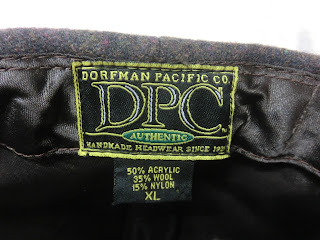 DORFMAN PACIFIC CO.
DPC
AUTHENTIC
HANDMADE HEADWEAR SINCE
50% ACRYLIC
35% WOOL
15% NYLON
XL